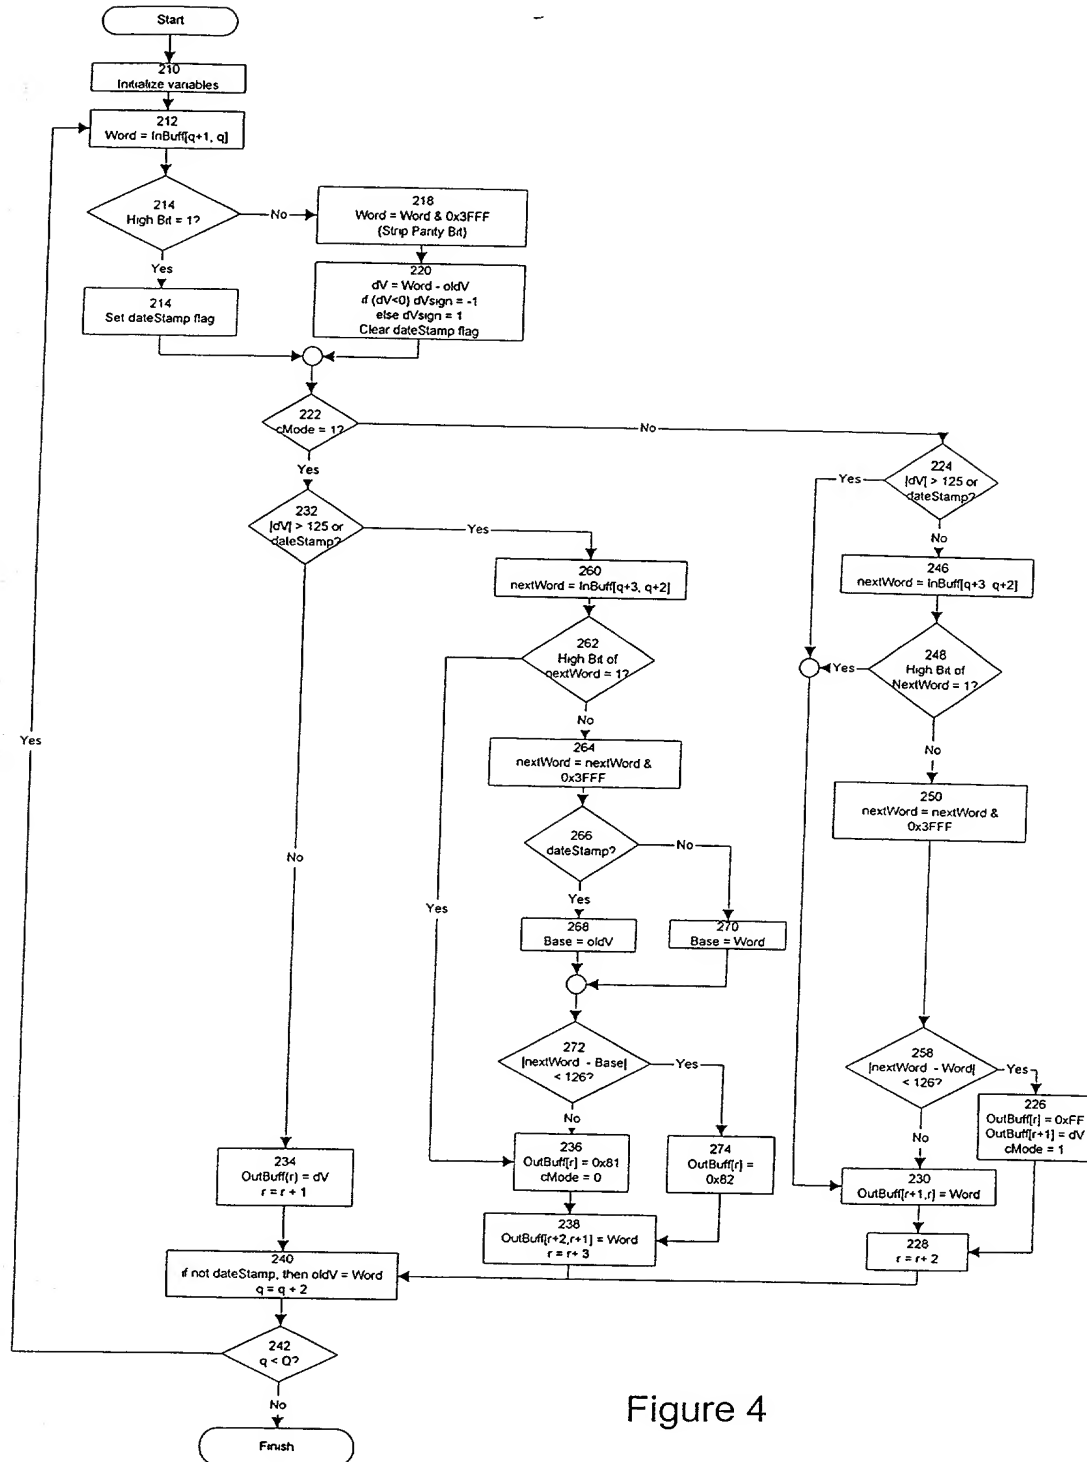 Start
210
Initialize variables
212
Word = InBuff[q+1, q]
214
High Bit = 1?
No
218
Word = Word & 0x3FFF
(Strip Parity Bit)
Yes
214
Set dateStamp flag
220
dV = Word - oldV
if (dV<0) dVsign = -1
else dVsign = 1
Clear dateStamp flag
222
cMode = 1?
No
Yes
224
|dV| > 125 or
dateStamp?
Yes
No
232
|dV| > 125 or
dateStamp?
Yes
No
260
nextWord = InBuff[q+3, q+2]
246
nextWord = InBuff[q+3 q+2]
262
High Bit of
nextWord = 1?
Yes
No
248
High Bit of
NextWord = 1?
Yes
No
Yes
264
nextWord = nextWord &
0x3FFF
250
nextWord = nextWord &
0x3FFF
266
dateStamp?
No
Yes
268
Base = oldV
270
Base = Word
272
|nextWord - Base|
< 126?
Yes
No
258
|nextWord - Word|
< 126?
Yes
No
226
OutBuff[r] = 0xFF
OutBuff[r+1] = dV
cMode = 1
234
OutBuff(r) = dV
r = r + 1
236
OutBuff[r] = 0x81
cMode = 0
274
OutBuff[r] =
0x82
230
OutBuff[r+1,r] = Word
238
OutBuff[r+2,r+1] = Word
r = r+ 3
228
r = r+ 2
240
if not dateStamp, then oldV = Word
q = q + 2
242
q < Q?
No
Finish
Figure 4